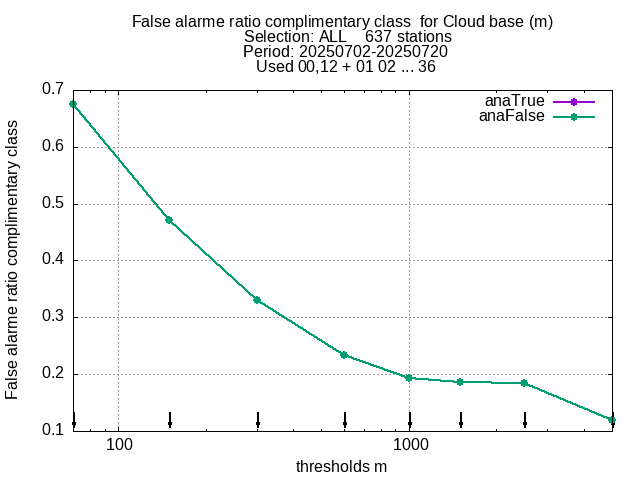 False alarme ratio complimentary class  for Cloud base (m)
Selection: ALL    637 stations
Period: 20250702-20250720
Used 00,12 + 01 02 ... 36
anaTrue
anaFalse
False alarme ratio complimentary class
0.7
0.6
0.5
0.4
0.3
0.2
0.1
100
1000
thresholds m